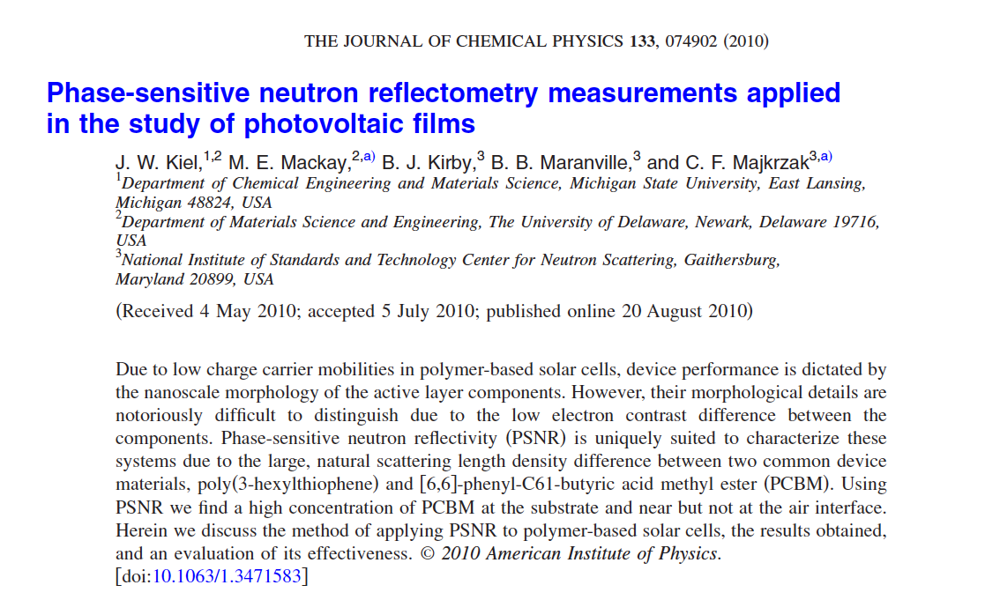 THE JOURNAL OF CHEMICAL PHYSICS 133, 074902 (2010)
Phase-sensitive neutron reflectometry measurements applied
in the study of photovoltaic films
J. W. Kiel,1,2 M. E. Mackay,2,a) B. J. Kirby,3 B. B. Maranville,3 and C. F. Majkrzak3,a)
1Department of Chemical Engineering and Materials Science, Michigan State University, East Lansing,
Michigan 48824, USA
2Department of Materials Science and Engineering, The University of Delaware, Newark, Delaware 19716,
USA
3National Institute of Standards and Technology Center for Neutron Scattering, Gaithersburg,
Maryland 20899, USA
(Received 4 May 2010; accepted 5 July 2010; published online 20 August 2010)
Due to low charge carrier mobilities in polymer-based solar cells, device performance is dictated by
the nanoscale morphology of the active layer components. However, their morphological details are
notoriously difficult to distinguish due to the low electron contrast difference between the
components. Phase-sensitive neutron reflectivity (PSNR) is uniquely suited to characterize these
systems due to the large, natural scattering length density difference between two common device
materials, poly(3-hexylthiophene) and [6,6]-phenyl-C61-butyric acid methyl ester (PCBM). Using
PSNR we find a high concentration of PCBM at the substrate and near but not at the air interface.
Herein we discuss the method of applying PSNR to polymer-based solar cells, the results obtained,
and an evaluation of its effectiveness. © 2010 American Institute of Physics.
[doi:10.1063/1.3471583]